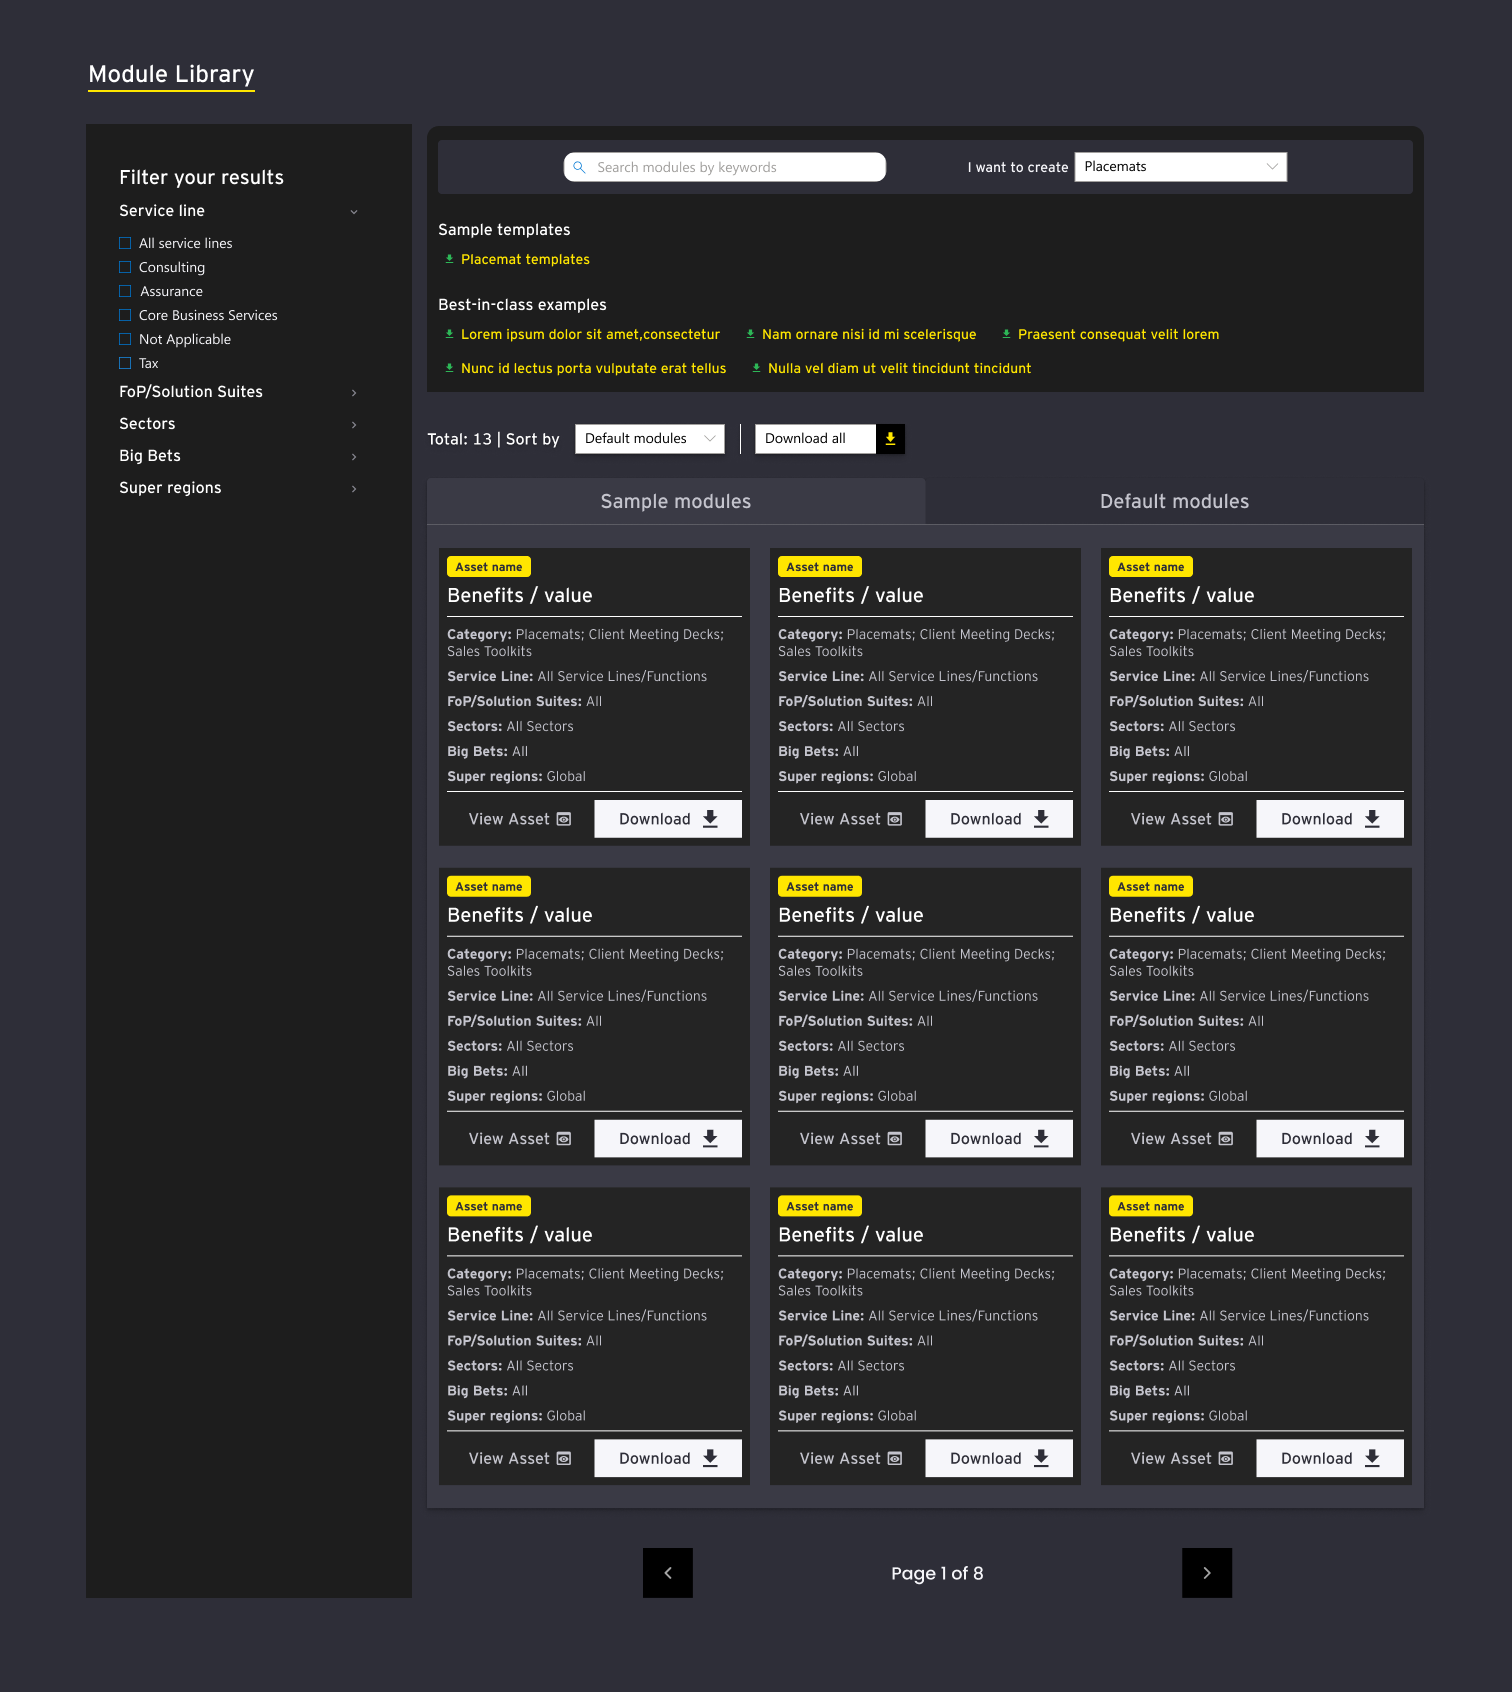 Module Library
Filter your results
Service line
All service lines
Consulting
Assurance
Core Business Services
Not Applicable
Tax
FoP/Solution Suites
Sectors
Big Bets
Super regions
Search modules by keywords
I want to create Placemats
Sample templates
Placemat templates
Best-in-class examples
Lorem ipsum dolor sit amet,consectetur Nam ornare nisi id mi scelerisque Praesent consequat velit lorem
Nunc id lectus porta vulputate erat tellus Nulla vel diam ut velit tincidunt tincidunt
Total: 13 | Sort by Default modules Download all
Sample modules Default modules
Asset name
Benefits / value
Category: Placemats; Client Meeting Decks;
Sales Toolkits
Service Line: All Service Lines/Functions
FoP/Solution Suites: All
Sectors: All Sectors
Big Bets: All
Super regions: Global
View Asset Download
Asset name
Benefits / value
Category: Placemats; Client Meeting Decks;
Sales Toolkits
Service Line: All Service Lines/Functions
FoP/Solution Suites: All
Sectors: All Sectors
Big Bets: All
Super regions: Global
View Asset Download
Asset name
Benefits / value
Category: Placemats; Client Meeting Decks;
Sales Toolkits
Service Line: All Service Lines/Functions
FoP/Solution Suites: All
Sectors: All Sectors
Big Bets: All
Super regions: Global
View Asset Download
Asset name
Benefits / value
Category: Placemats; Client Meeting Decks;
Sales Toolkits
Service Line: All Service Lines/Functions
FoP/Solution Suites: All
Sectors: All Sectors
Big Bets: All
Super regions: Global
View Asset Download
Asset name
Benefits / value
Category: Placemats; Client Meeting Decks;
Sales Toolkits
Service Line: All Service Lines/Functions
FoP/Solution Suites: All
Sectors: All Sectors
Big Bets: All
Super regions: Global
View Asset Download
Asset name
Benefits / value
Category: Placemats; Client Meeting Decks;
Sales Toolkits
Service Line: All Service Lines/Functions
FoP/Solution Suites: All
Sectors: All Sectors
Big Bets: All
Super regions: Global
View Asset Download
Asset name
Benefits / value
Category: Placemats; Client Meeting Decks;
Sales Toolkits
Service Line: All Service Lines/Functions
FoP/Solution Suites: All
Sectors: All Sectors
Big Bets: All
Super regions: Global
View Asset Download
Asset name
Benefits / value
Category: Placemats; Client Meeting Decks;
Sales Toolkits
Service Line: All Service Lines/Functions
FoP/Solution Suites: All
Sectors: All Sectors
Big Bets: All
Super regions: Global
View Asset Download
Asset name
Benefits / value
Category: Placemats; Client Meeting Decks;
Sales Toolkits
Service Line: All Service Lines/Functions
FoP/Solution Suites: All
Sectors: All Sectors
Big Bets: All
Super regions: Global
View Asset Download
Page 1 of 8